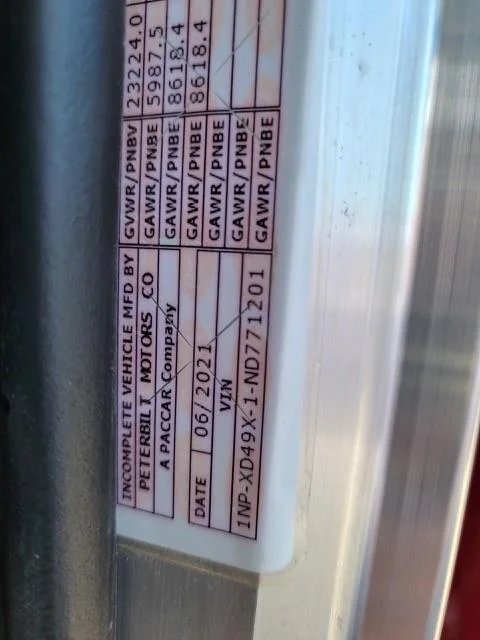 INCOMPLETE VEHICLE MFD BY
PETERBILT MOTORS CO
A PACCAR Company
DATE 06/2021
VIN
1NP-XD49X-1-ND771201
GVWR/PNBV 23224.0
GAWR/PNBE 5987.5
GAWR/PNBE 8618.4
GAWR/PNBE 8618.4
GAWR/PNBE
GAWR/PNBE